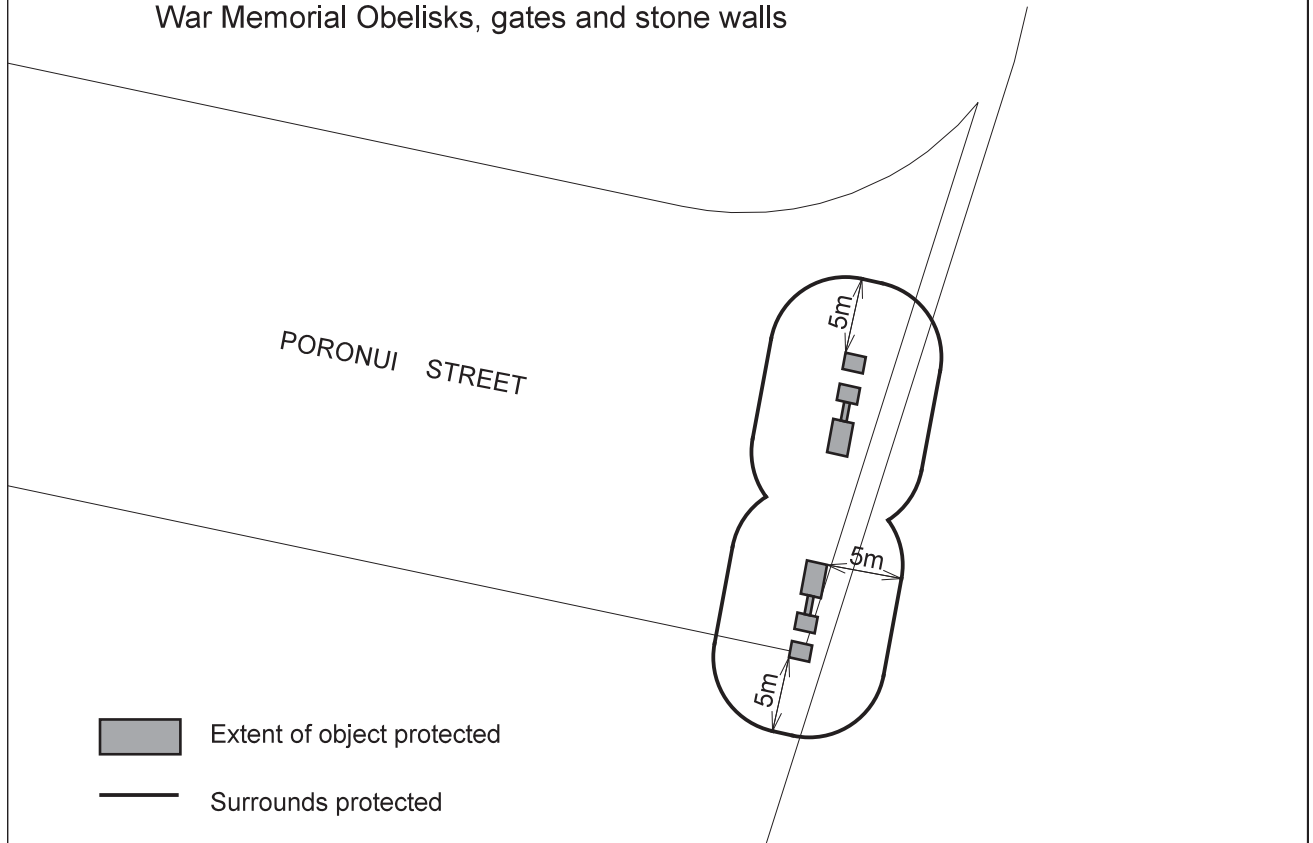 War Memorial Obelisks, gates and stone walls
5m
PORONUI STREET
5m
5m
Extent of object protected
Surrounds protected